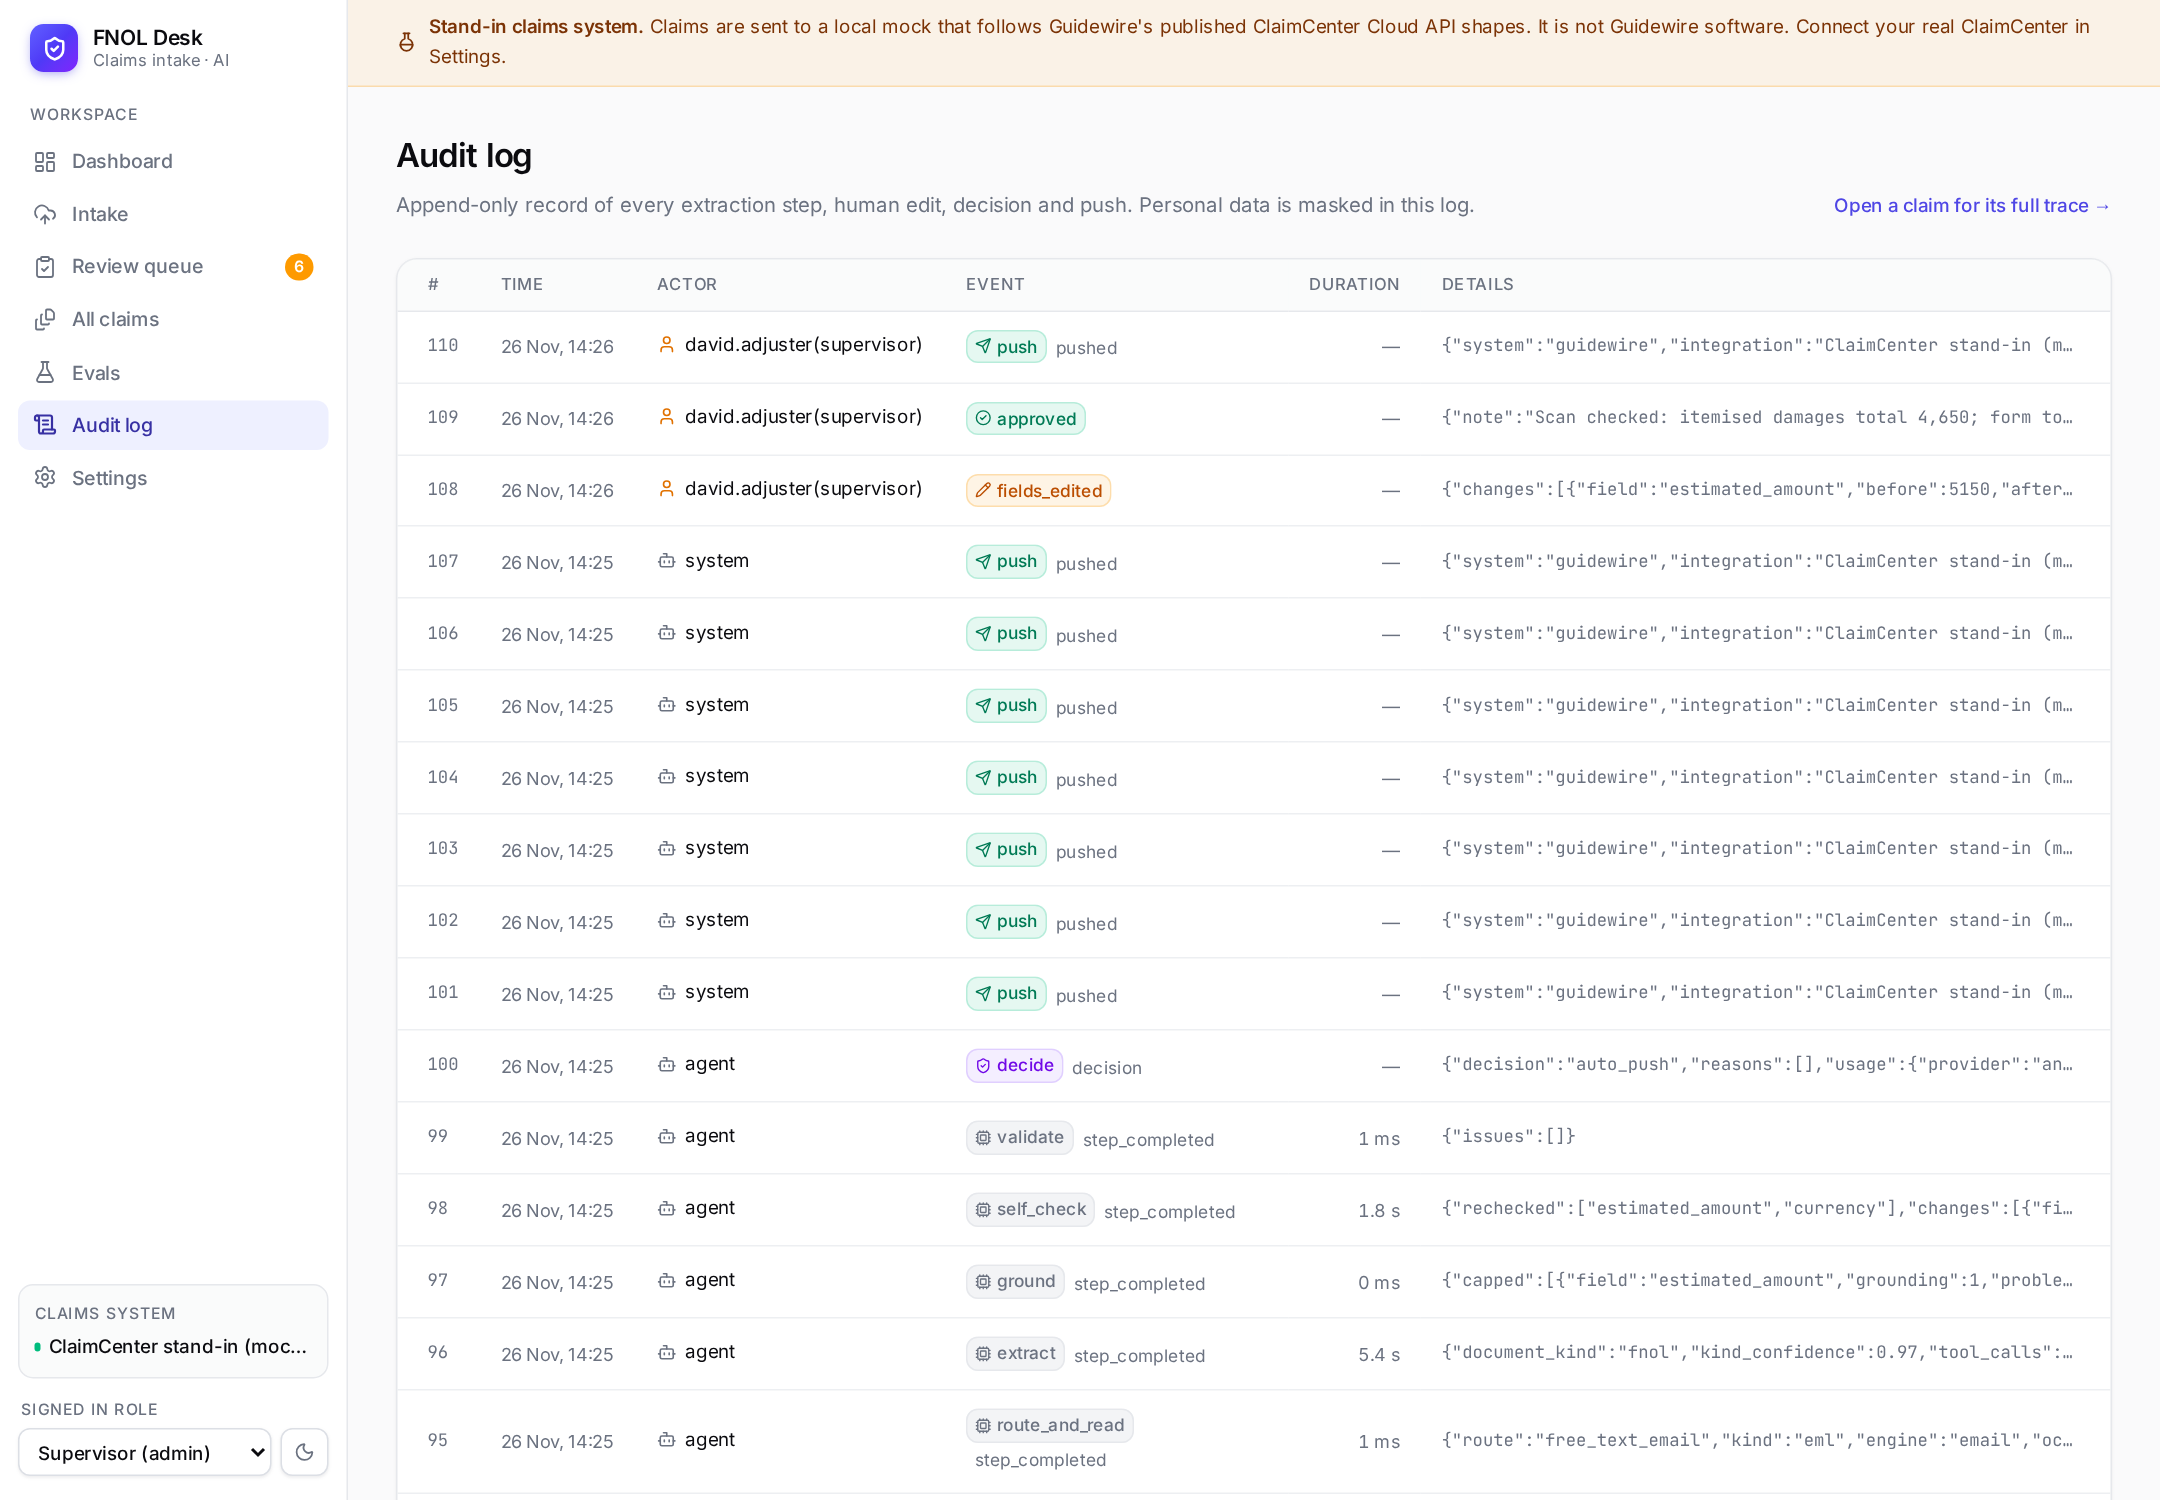 FNOL Desk
Claims intake · AI
WORKSPACE
Dashboard
Intake
Review queue 6
All claims
Evals
Audit log
Settings
CLAIMS SYSTEM
ClaimCenter stand-in (moc...
SIGNED IN ROLE
Supervisor (admin)
Stand-in claims system. Claims are sent to a local mock that follows Guidewire's published ClaimCenter Cloud API shapes. It is not Guidewire software. Connect your real ClaimCenter in
Settings.
Audit log
Append-only record of every extraction step, human edit, decision and push. Personal data is masked in this log.
Open a claim for its full trace →
# TIME ACTOR EVENT DURATION DETAILS
110 26 Nov, 14:26 david.adjuster(supervisor) push pushed — {"system":"guidewire","integration":"ClaimCenter stand-in (m…
109 26 Nov, 14:26 david.adjuster(supervisor) approved — {"note":"Scan checked: itemised damages total 4,650; form to…
108 26 Nov, 14:26 david.adjuster(supervisor) fields_edited — {"changes":[{"field":"estimated_amount","before":5150,"after…
107 26 Nov, 14:25 system push pushed — {"system":"guidewire","integration":"ClaimCenter stand-in (m…
106 26 Nov, 14:25 system push pushed — {"system":"guidewire","integration":"ClaimCenter stand-in (m…
105 26 Nov, 14:25 system push pushed — {"system":"guidewire","integration":"ClaimCenter stand-in (m…
104 26 Nov, 14:25 system push pushed — {"system":"guidewire","integration":"ClaimCenter stand-in (m…
103 26 Nov, 14:25 system push pushed — {"system":"guidewire","integration":"ClaimCenter stand-in (m…
102 26 Nov, 14:25 system push pushed — {"system":"guidewire","integration":"ClaimCenter stand-in (m…
101 26 Nov, 14:25 system push pushed — {"system":"guidewire","integration":"ClaimCenter stand-in (m…
100 26 Nov, 14:25 agent decide decision — {"decision":"auto_push","reasons":[],"usage":{"provider":"an…
99 26 Nov, 14:25 agent validate step_completed 1 ms {"issues":[]}
98 26 Nov, 14:25 agent self_check step_completed 1.8 s {"rechecked":["estimated_amount","currency"],"changes":[{"fi…
97 26 Nov, 14:25 agent ground step_completed 0 ms {"capped":[{"field":"estimated_amount","grounding":1,"proble…
96 26 Nov, 14:25 agent extract step_completed 5.4 s {"document_kind":"fnol","kind_confidence":0.97,"tool_calls":…
95 26 Nov, 14:25 agent route_and_read 1 ms {"route":"free_text_email","kind":"eml","engine":"email","oc…
step_completed